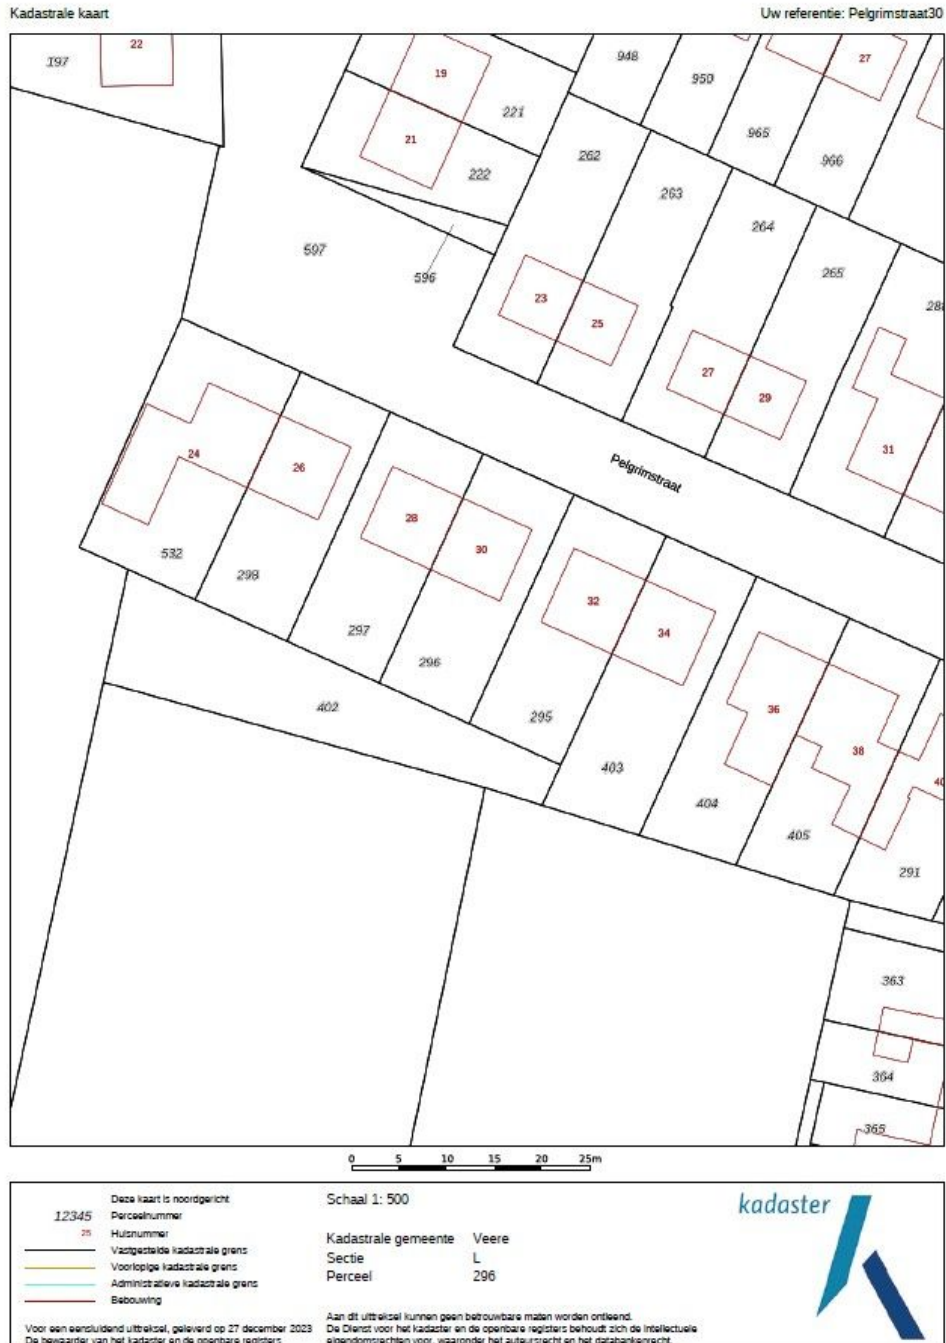 Kadastrale kaart
Uw referentie: Pelgrimstraat30
22
197
19
221
21
222
948
950
27
965
966
262
263
264
265
597
596
23
25
27
29
31
24
26
28
30
Pelgrimstraat
532
298
297
296
32
34
402
295
36
38
403
404
405
291
363
364
365
0 5 10 15 20 25m
Deze kaart is noordgericht
12345 Perceelnummer
25 Huisnummer
Vastgestelde kadastrale grens
Voorlopige kadastrale grens
Administratieve kadastrale grens
Bebouwing
Voor een eensluidend uittreksel, geleverd op 27 december 2023
De bewaarder van het kadaster en de openbare registers
Schaal 1: 500
Kadastrale gemeente Veere
Sectie L
Perceel 296
Aan dit uittreksel kunnen geen betrouwbare maten worden ontleend.
De Dienst voor het kadaster en de openbare registers behoudt zich de intellectuele
eigendomsrechten voor, waaronder het auteursrecht en het databankenrecht.
kadaster